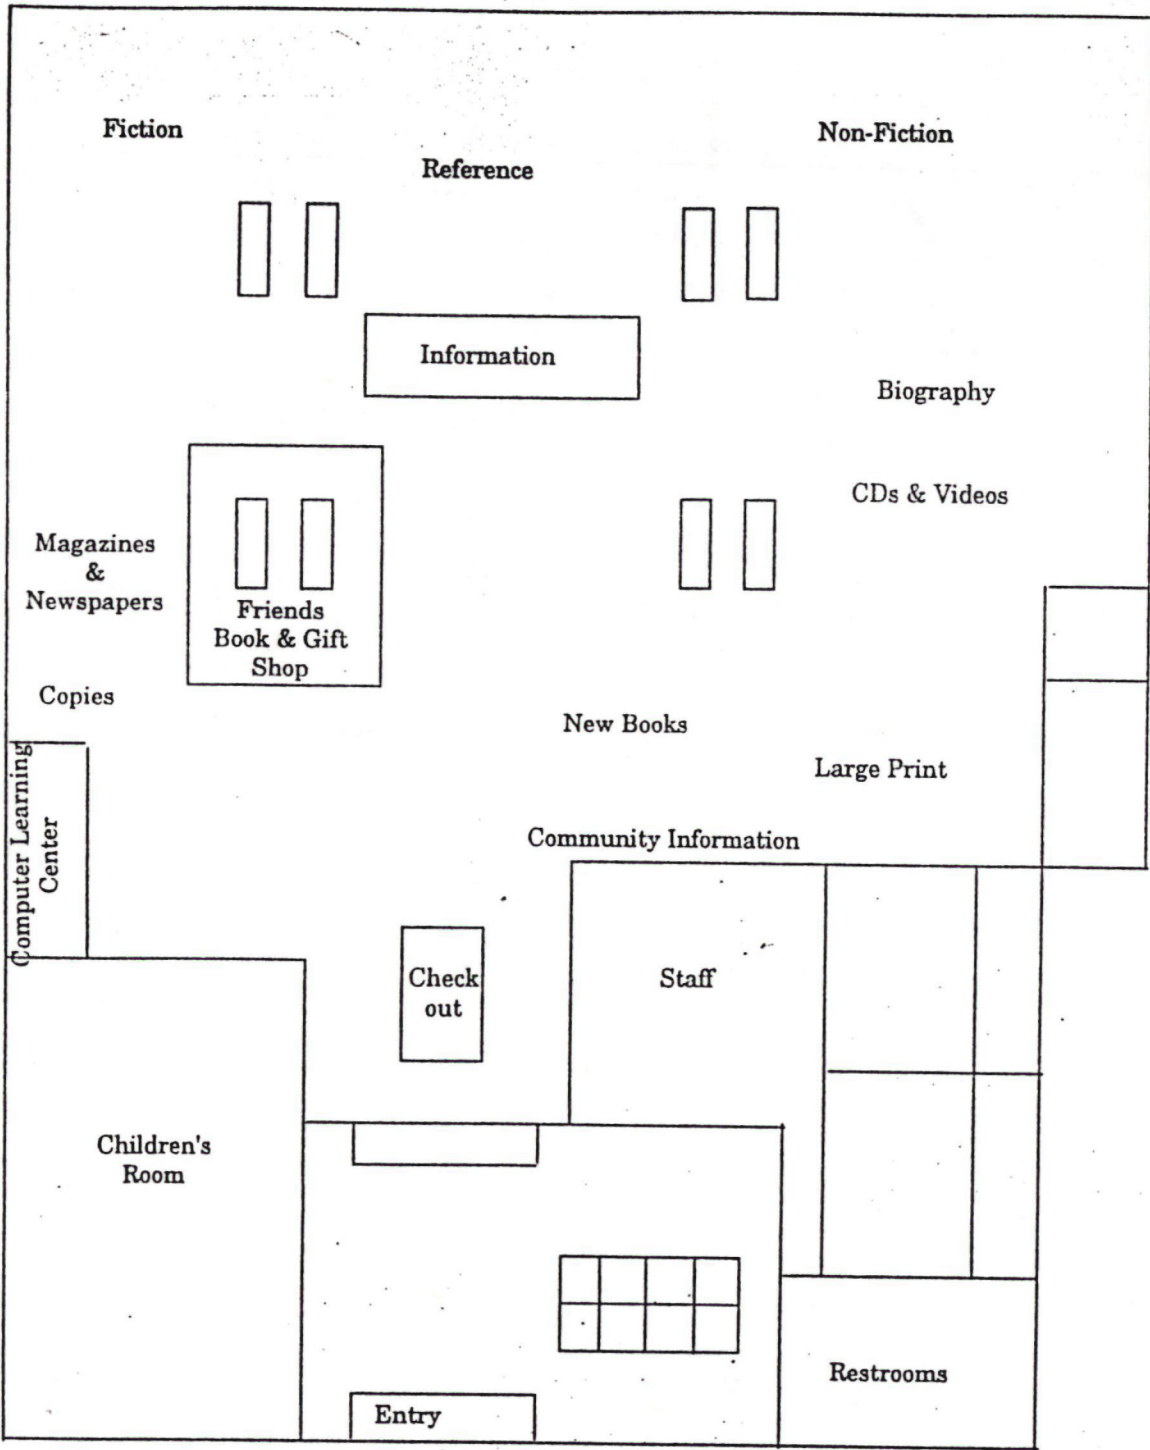 Fiction
Non-Fiction
Reference
Information
Biography
CDs & Videos
Magazines
&
Newspapers
Friends
Book & Gift
Shop
Copies
New Books
Large Print
Computer Learning
Center
Community Information
Check
out
Staff
Children's
Room
Restrooms
Entry